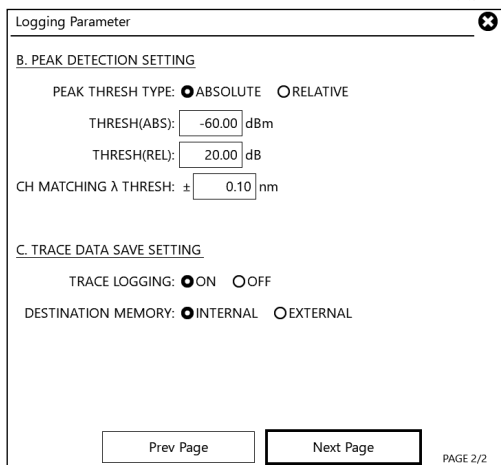 Logging Parameter
B. PEAK DETECTION SETTING
PEAK THRESH TYPE: ABSOLUTE RELATIVE
THRESH(ABS): -60.00 dBm
THRESH(REL): 20.00 dB
CH MATCHING λ THRESH: ± 0.10 nm
C. TRACE DATA SAVE SETTING
TRACE LOGGING: ON OFF
DESTINATION MEMORY: INTERNAL EXTERNAL
Prev Page Next Page PAGE 2/2